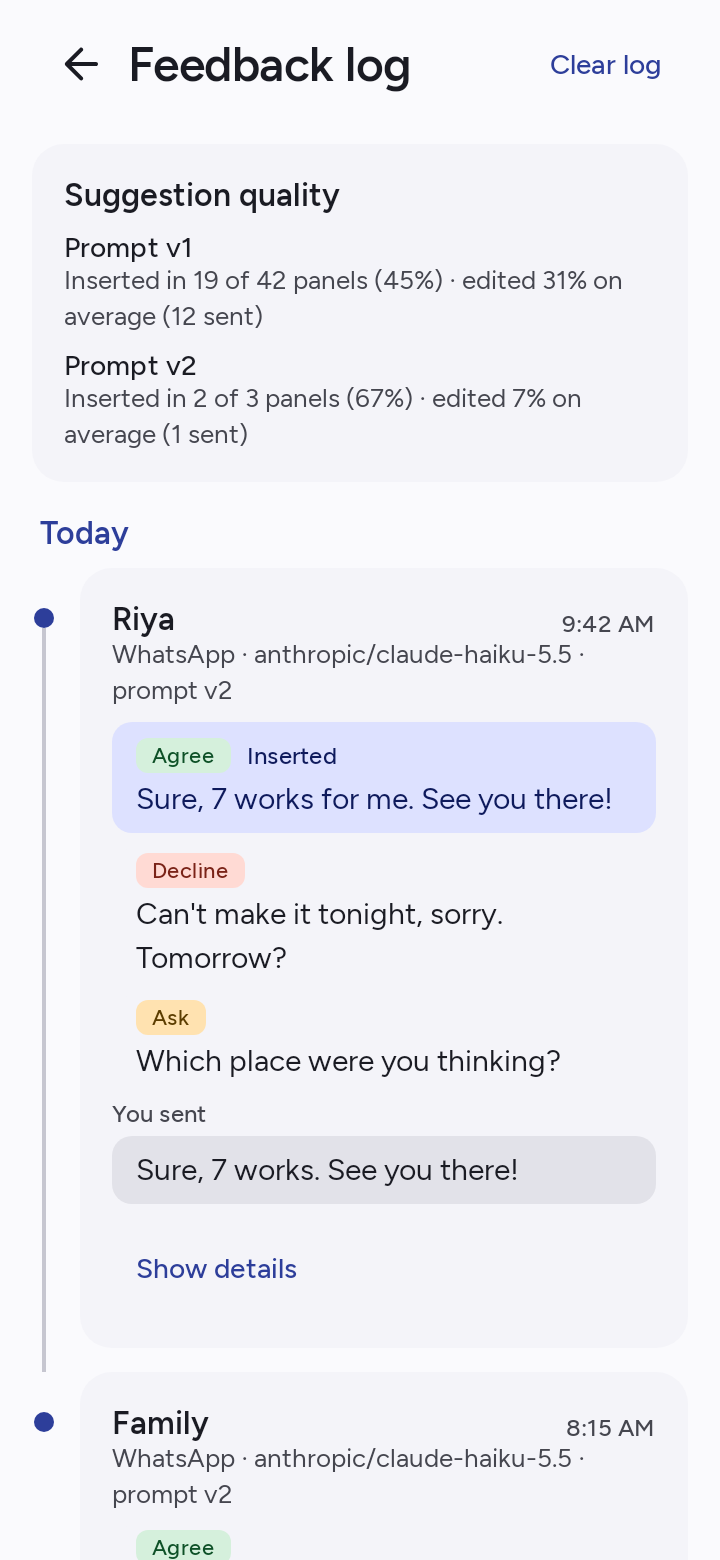 Feedback log
Clear log
Suggestion quality
Prompt v1
Inserted in 19 of 42 panels (45%) · edited 31% on
average (12 sent)
Prompt v2
Inserted in 2 of 3 panels (67%) · edited 7% on
average (1 sent)
Today
Riya
9:42 AM
WhatsApp · anthropic/claude-haiku-5.5 ·
prompt v2
Agree Inserted
Sure, 7 works for me. See you there!
Decline
Can't make it tonight, sorry.
Tomorrow?
Ask
Which place were you thinking?
You sent
Sure, 7 works. See you there!
Show details
Family
8:15 AM
WhatsApp · anthropic/claude-haiku-5.5 ·
prompt v2
Agree